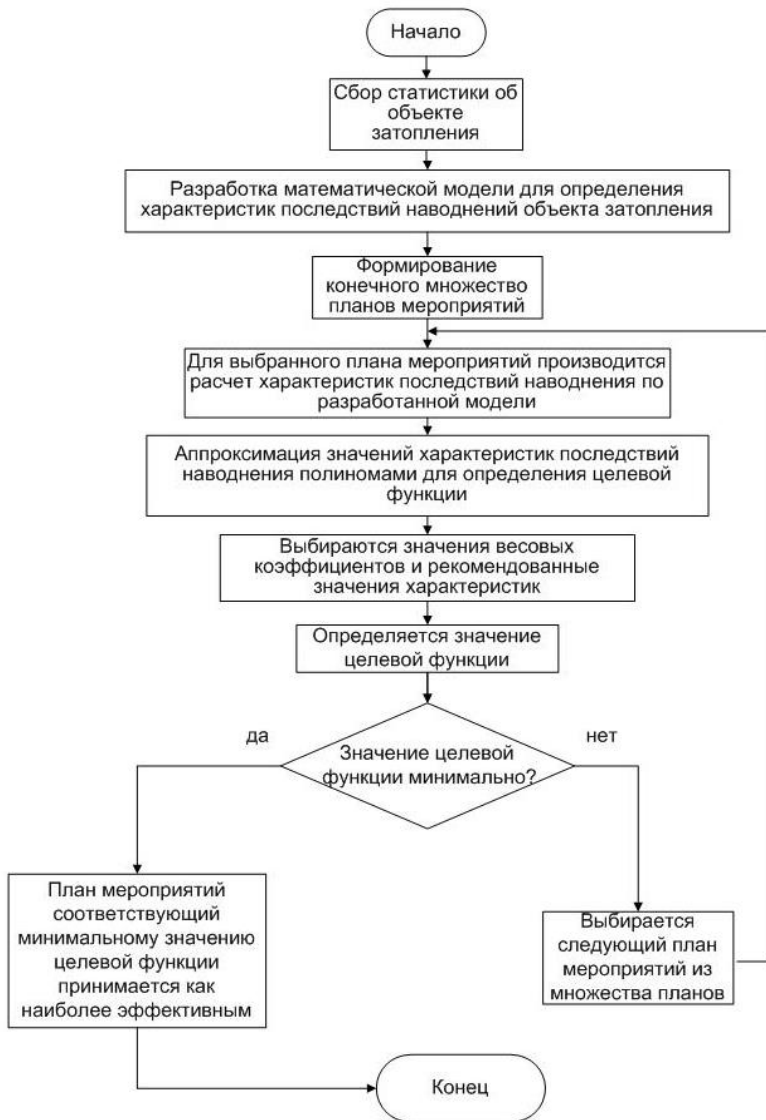 Начало
Сбор статистики об
объекте
затопления
Разработка математической модели для определения
характеристик последствий наводнений объекта затопления
Формирование
конечного множество
планов мероприятий
Для выбранного плана мероприятий производится
расчет характеристик последствий наводнения по
разработанной модели
Аппроксимация значений характеристик последствий
наводнения полиномами для определения целевой
функции
Выбираются значения весовых
коэффициентов и рекомендованные
значения характеристик
Определяется значение
целевой функции
да
нет
Значение целевой
функции минимально?
План мероприятий
соответствующий
минимальному значению
целевой функции
принимается как
наиболее эффективным
Выбирается
следующий план
мероприятий из
множества планов
Конец